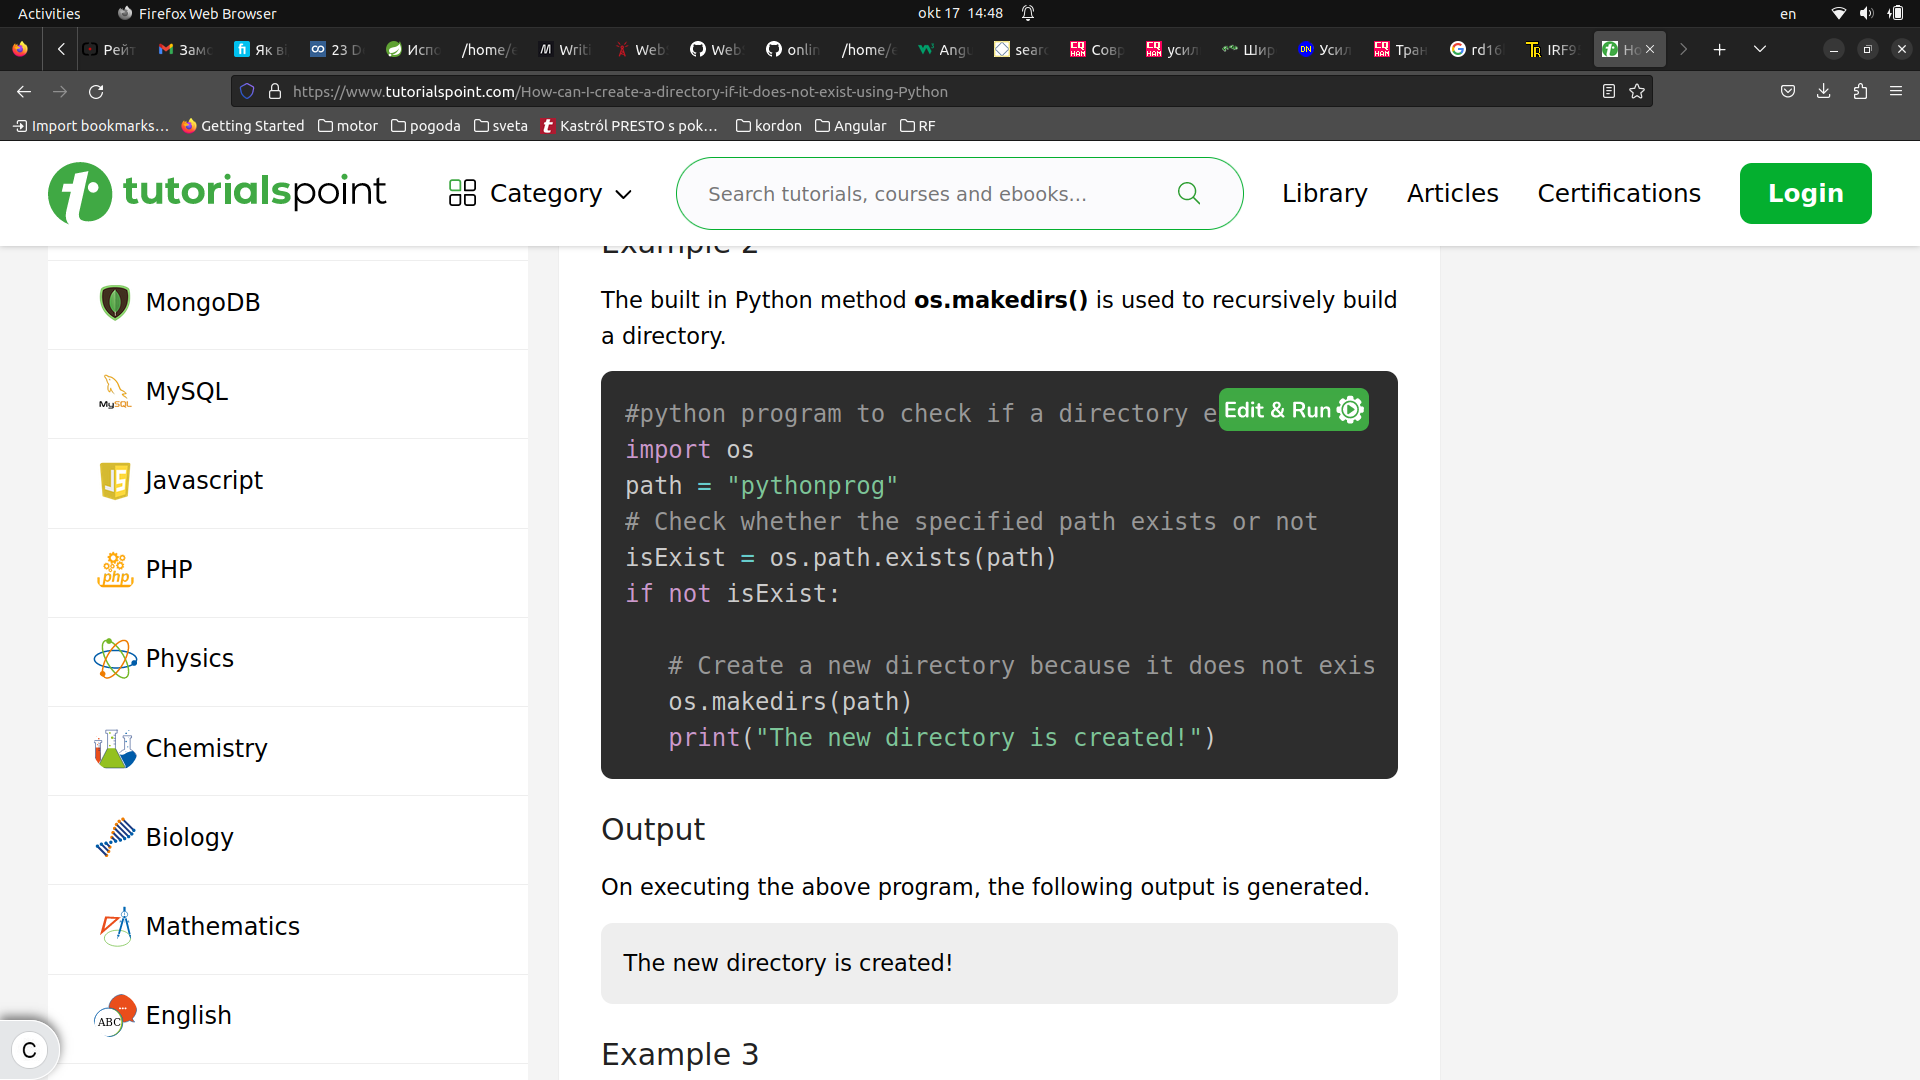 Activities
Firefox Web Browser
okt 17 14:48
en
Рейт
Замо
Як ві
23 D
Испо
/home/e
Writi
Web
Web
onlin
/home/e
Angu
sear
Совр
усил
Шир
Усил
Тран
rd16
IRF9
Ho
https://www.tutorialspoint.com/How-can-I-create-a-directory-if-it-does-not-exist-using-Python
Import bookmarks... Getting Started motor pogoda sveta Kastról PRESTO s pok... kordon Angular RF
tutorialspoint
Category
Search tutorials, courses and ebooks...
Library
Articles
Certifications
Login
MongoDB
MySQL
MySQL
JS
Javascript
php
PHP
Physics
Chemistry
Biology
Mathematics
ABC
English
C
Example 2
The built in Python method os.makedirs() is used to recursively build
a directory.
#python program to check if a directory e
Edit & Run
import os
path = "pythonprog"
# Check whether the specified path exists or not
isExist = os.path.exists(path)
if not isExist:
# Create a new directory because it does not exis
os.makedirs(path)
print("The new directory is created!")
Output
On executing the above program, the following output is generated.
The new directory is created!
Example 3